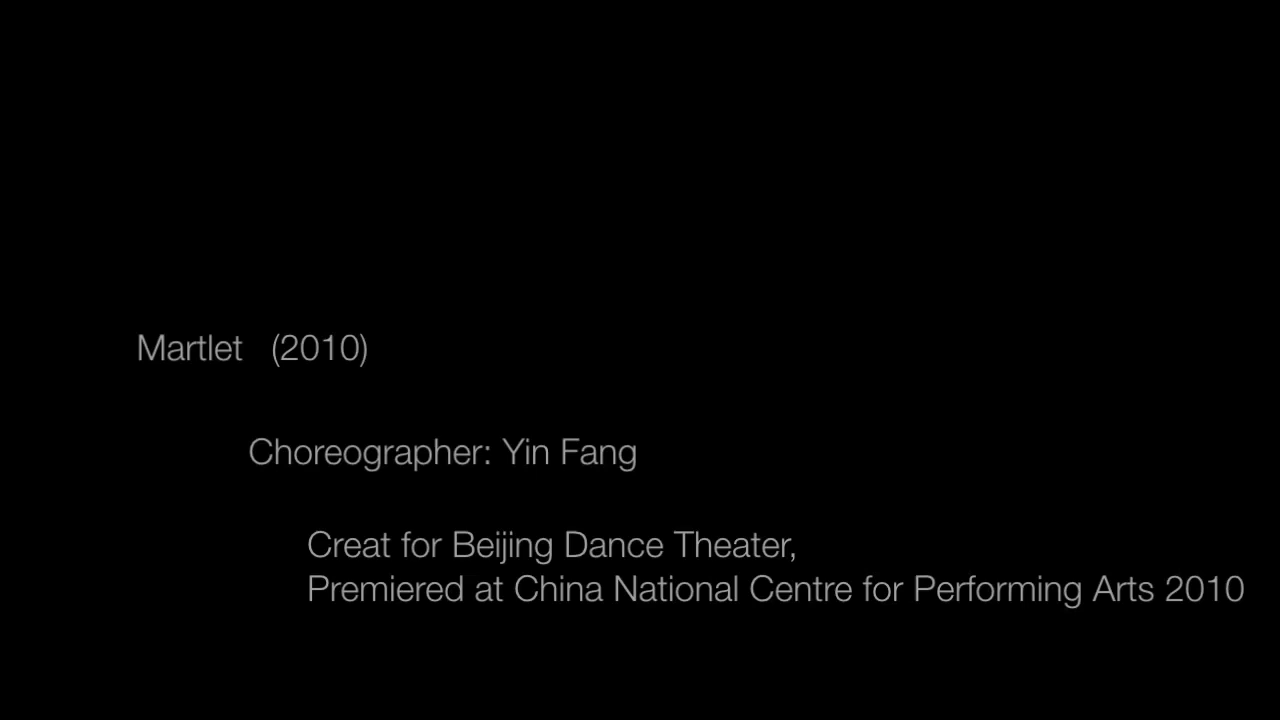 Martlet (2010)
Choreographer: Yin Fang
Creat for Beijing Dance Theater,
Premiered at China National Centre for Performing Arts 2010